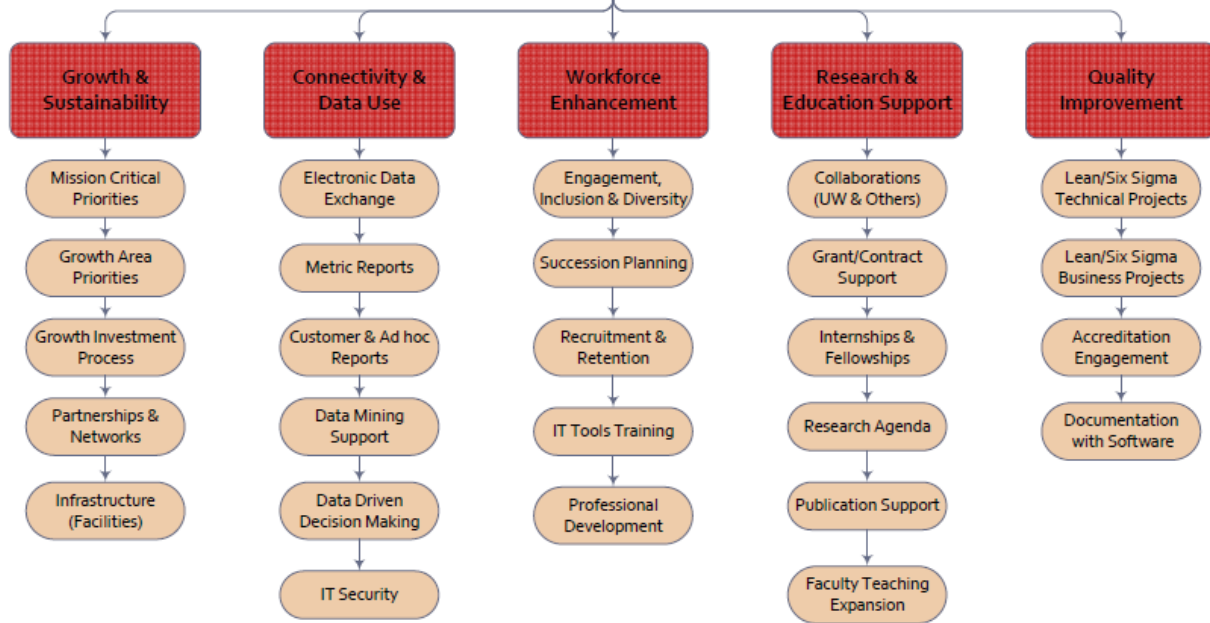 Growth &
Sustainability
Mission Critical
Priorities
Growth Area
Priorities
Growth Investment
Process
Partnerships &
Networks
Infrastructure
(Facilities)
Connectivity &
Data Use
Electronic Data
Exchange
Metric Reports
Customer & Ad hoc
Reports
Data Mining
Support
Data Driven
Decision Making
IT Security
Workforce
Enhancement
Engagement,
Inclusion & Diversity
Succession Planning
Recruitment &
Retention
IT Tools Training
Professional
Development
Research &
Education Support
Collaborations
(UW & Others)
Grant/Contract
Support
Internships &
Fellowships
Research Agenda
Publication Support
Faculty Teaching
Expansion
Quality
Improvement
Lean/Six Sigma
Technical Projects
Lean/Six Sigma
Business Projects
Accreditation
Engagement
Documentation
with Software